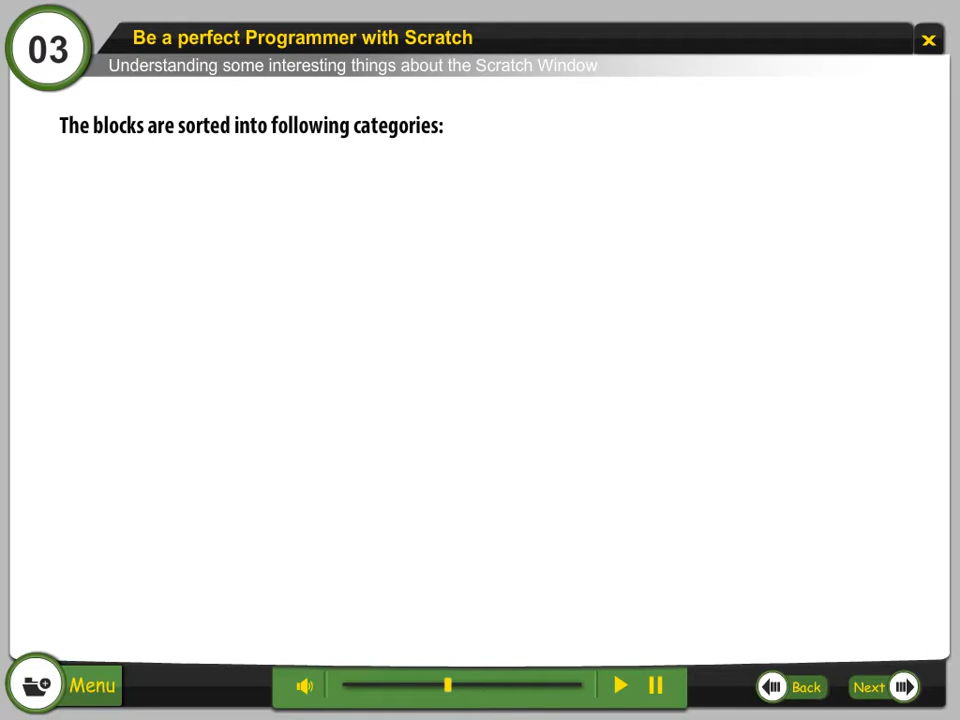 03
Be a perfect Programmer with Scratch
x
Understanding some interesting things about the Scratch Window
The blocks are sorted into following categories:
Menu
Back
Next